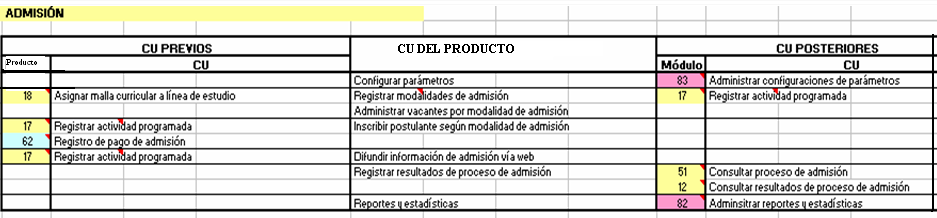 ADMISIÓN
CU PREVIOS CU DEL PRODUCTO CU POSTERIORES
Producto CU Módulo CU
Configurar parámetros 83 Administrar configuraciones de parámetros
18 Asignar malla curricular a línea de estudio Registrar modalidades de admisión 17 Registrar actividad programada
Administrar vacantes por modalidad de admisión
17 Registrar actividad programada Inscribir postulante según modalidad de admisión
62 Registro de pago de admisión
17 Registrar actividad programada Difundir información de admisión vía web
Registrar resultados de proceso de admisión 51 Consultar proceso de admisión
12 Consultar resultados de proceso de admisión
Reportes y estadísticas 82 Adminsitrar reportes y estadísticas